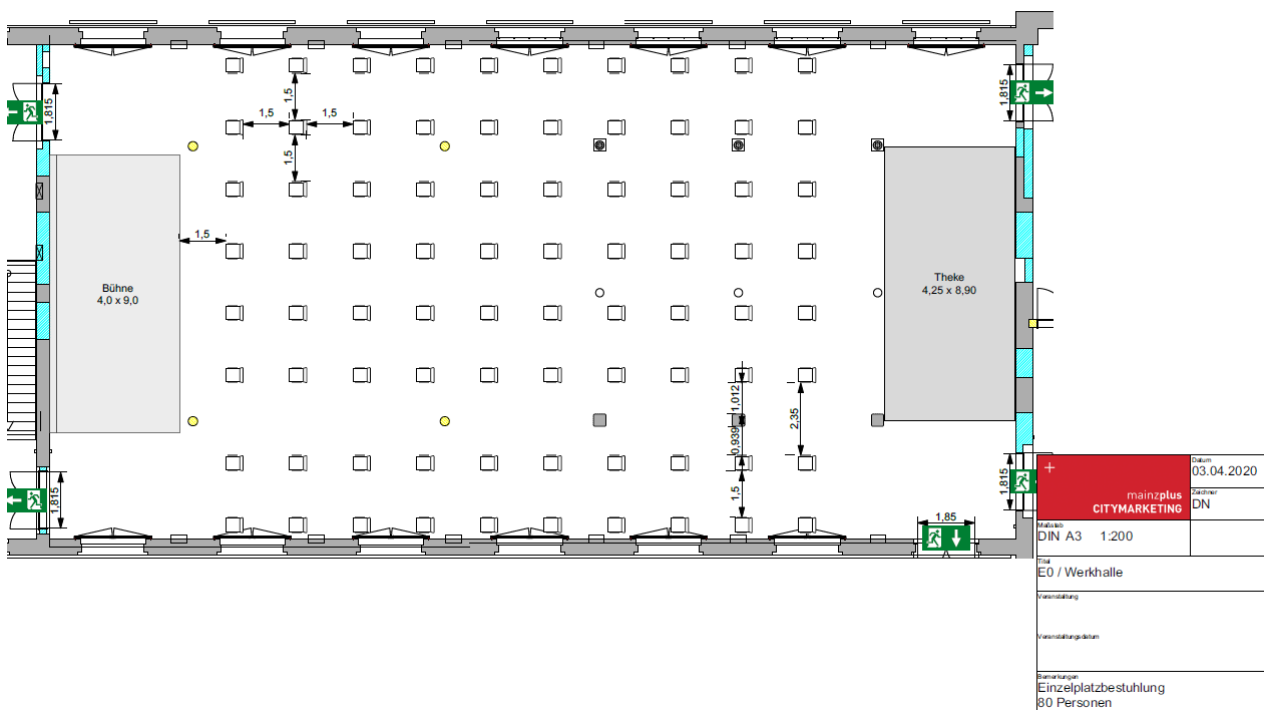 1,815
1,5
1,5
1,5
1,5
1,5
Bühne
4,0 x 9,0
1,815
Theke
4,25 x 8,90
1,012
0,939
2,35
1,5
1,815
1,815
1,85
+
mainzplus
CITYMARKETING
Datum
03.04.2020
Zeichner
DN
Maßstab
DIN A3 1:200
Titel
E0 / Werkhalle
Veranstaltung
Veranstaltungsdatum
Bemerkungen
Einzelplatzbestuhlung
80 Personen